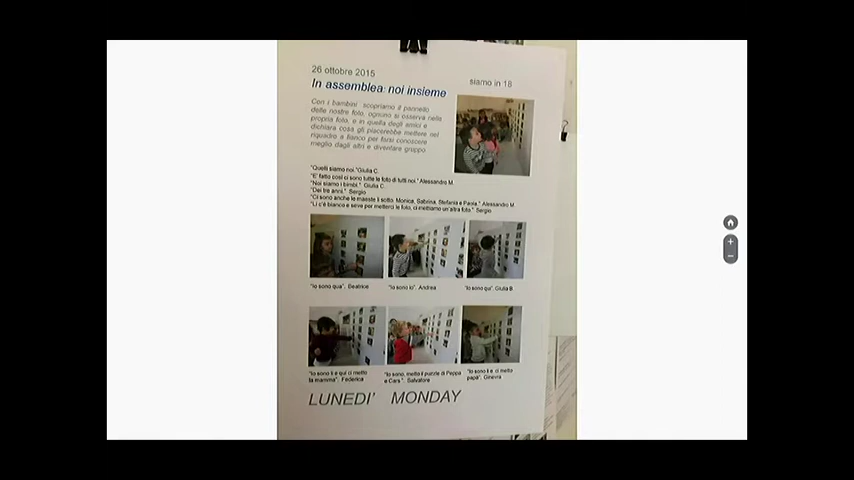 26 ottobre 2015
siamo in 18
In assemblea: noi insieme
Con i bambini scopriamo il pannello
delle nostre foto, ognuno si osserva nella
propria foto, e in quella degli amici e
dichiara cosa gli piacerebbe mettere nel
riquadro a fianco per farsi conoscere
meglio dagli altri e diventare gruppo
"Quelli siamo noi."Giulia C.
"E' fatto così ci sono tutte le foto di tutti noi." Alessandro M.
"Noi siamo i bimbi." Giulia C.
"Dei tre anni." Sergio
"Ci sono anche le maestre lì sotto. Monica, Sabrina, Stefania e Paola." Alessandro M.
"Lì c'è bianco e serve per metterci le foto, ci mettiamo un'altra foto." Sergio
"Io sono qua". Beatrice
"Io sono io". Andrea
"Io sono qui". Giulia B
"Io sono lì e qui ci metto
la mamma". Federica
"Io sono, metto il puzzle di Peppa
e Cars". Salvatore
"Io sono lì e ci metto
papà". Ginevra
LUNEDI' MONDAY